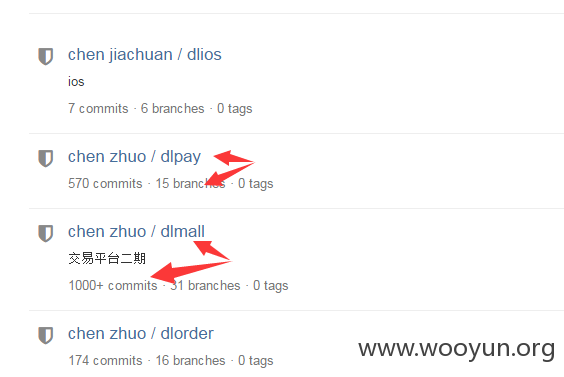 chen jiachuan / dlios
ios
7 commits · 6 branches · 0 tags
chen zhuo / dlpay
570 commits · 15 branches · 0 tags
chen zhuo / dlmall
交易平台二期
1000+ commits · 31 branches · 0 tags
chen zhuo / dlorder
174 commits · 16 branches · 0 tags
www.wooyun.org